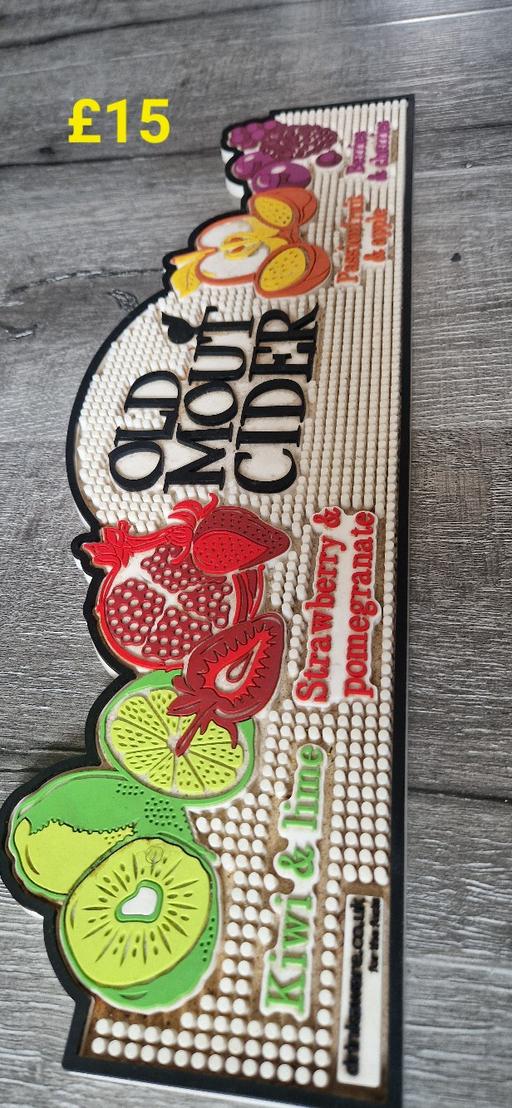 £15
Kiwi & lime
Strawberry &
pomegranate
OLD
MOUT
CIDER
Passionfruit
& apple
Berries
& cherries
drinkaware.co.uk
for the facts